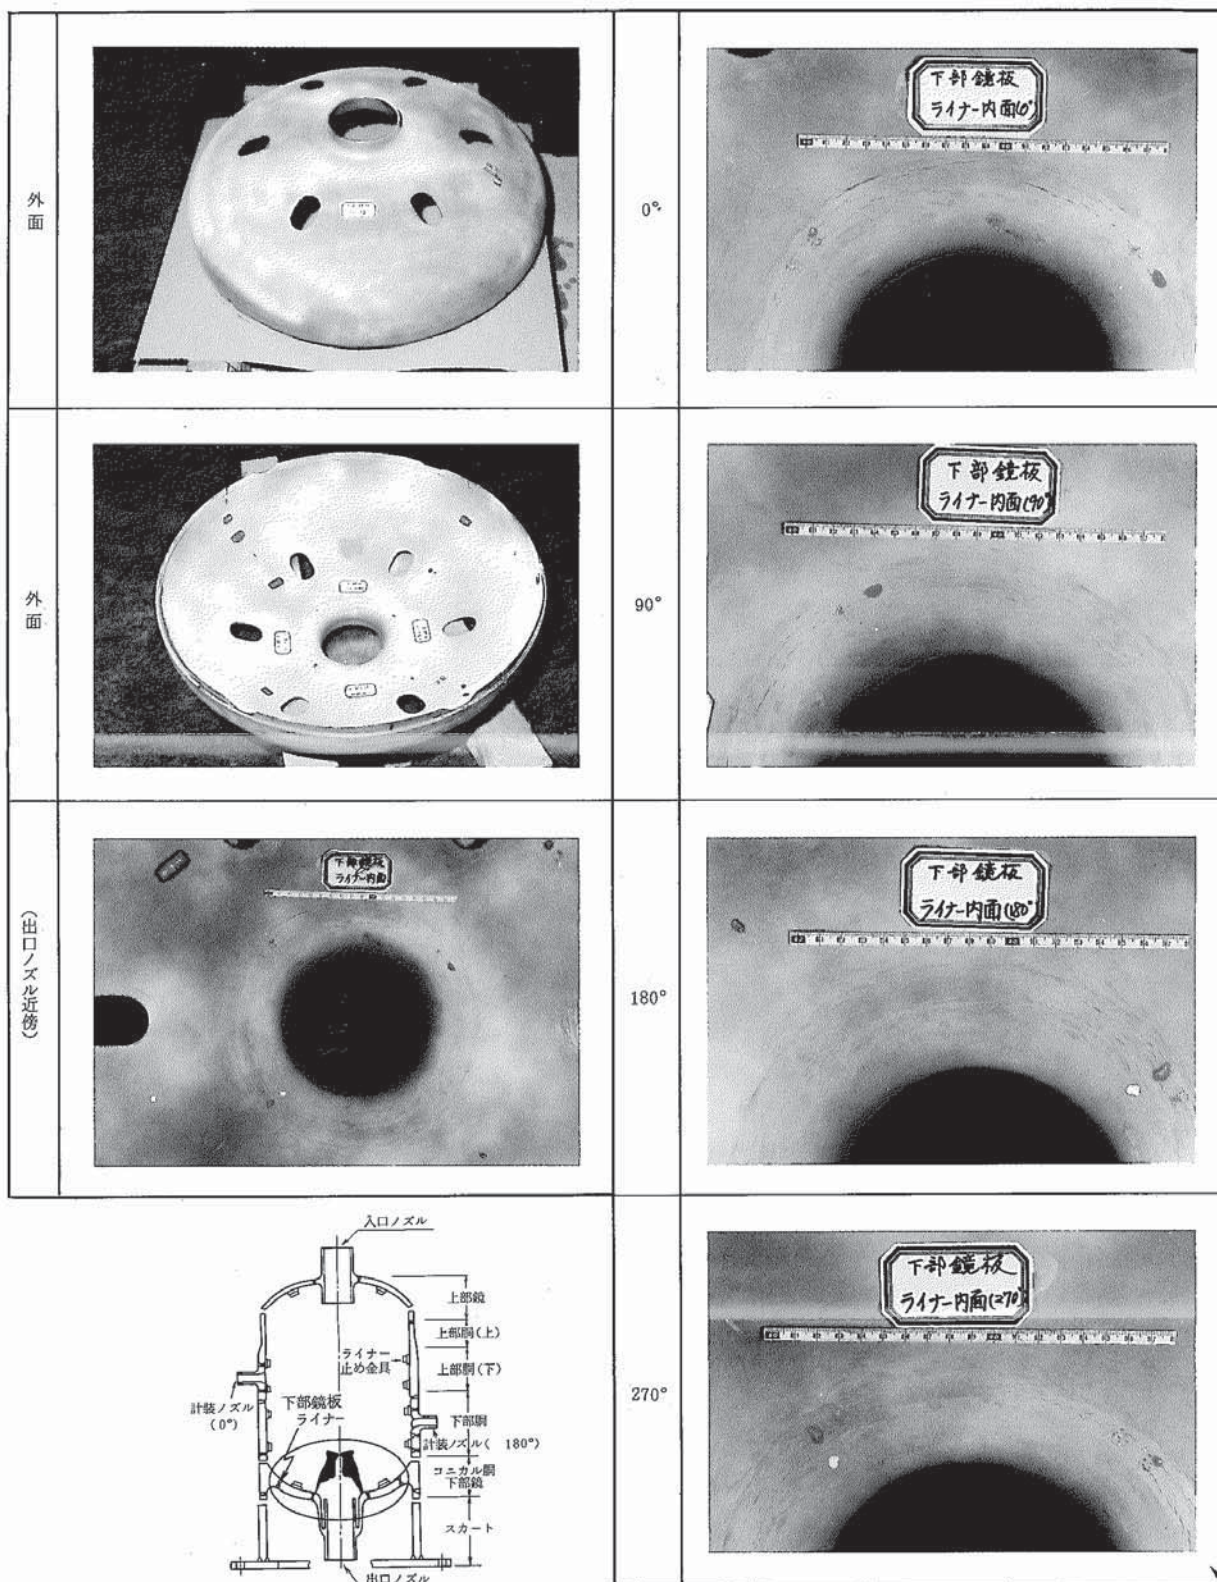 外面
0°
下部鏡板
ライナー内面(0°)
外面
90°
下部鏡板
ライナー内面(90°)
(出口ノズル近傍)
下部鏡板
ライナー内面
180°
下部鏡板
ライナー内面(180°)
入口ノズル
上部鏡
上部胴(上)
ライナー
止め金具
上部胴(下)
下部鏡板
ライナー
計装ノズル
(0°)
下部胴
計装ノズル( 180°)
コニカル胴
下部鏡
スカート
出口ノズル
270°
下部鏡板
ライナー内面(270°)